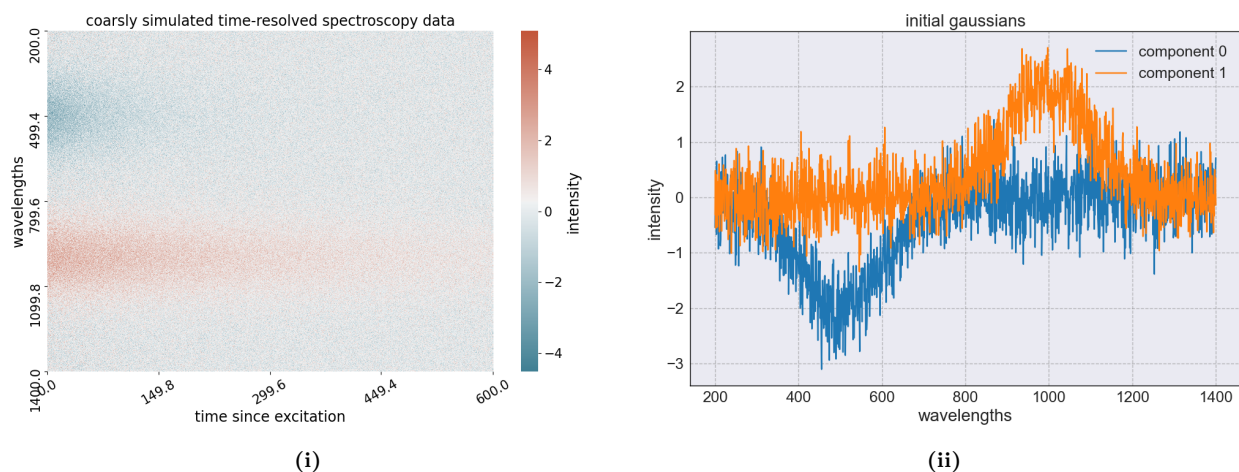 coarsly simulated time-resolved spectroscopy data
wavelengths
200.0
499.4
799.6
1099.8
1400.0
0.0
149.8
299.6
449.4
600.0
time since excitation
4
2
0
−2
−4
intensity
(i)
initial gaussians
component 0
component 1
intensity
2
1
0
−1
−2
−3
200
400
600
800
1000
1200
1400
wavelengths
(ii)